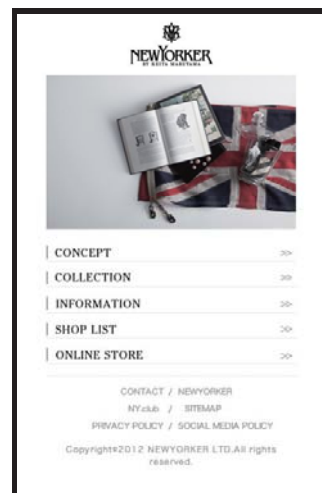 NEWYORKER
BY KEITA MARUYAMA
CONCEPT >>
COLLECTION >>
INFORMATION >>
SHOP LIST >>
ONLINE STORE >>
CONTACT / NEWYORKER
NY.club / SITEMAP
PRIVACY POLICY / SOCIAL MEDIA POLICY
Copyright©2012 NEWYORKER LTD.All rights
reserved.